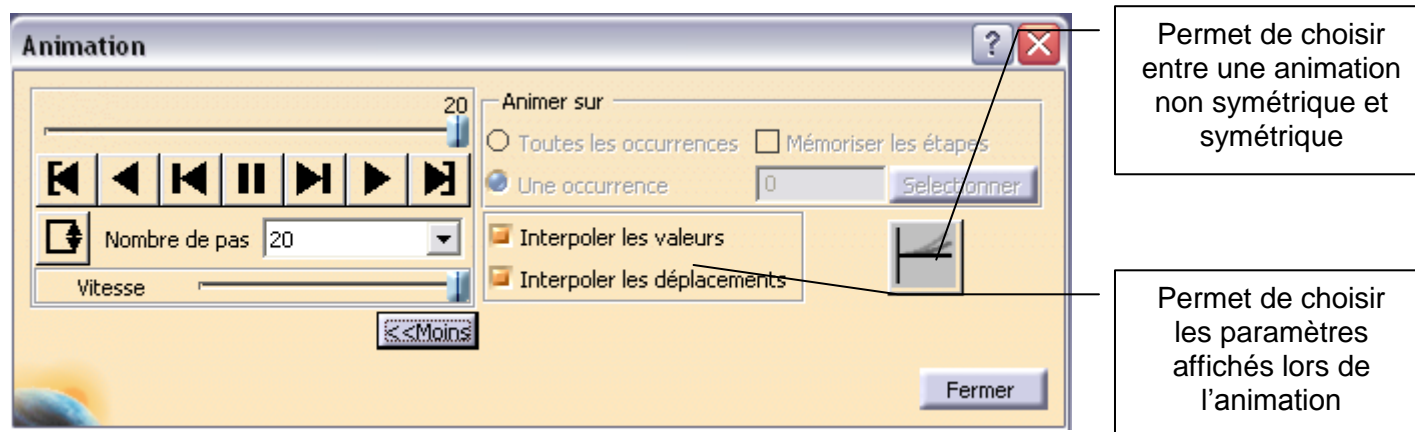 Animation
20
Animer sur
Toutes les occurrences Mémoriser les étapes
Une occurrence 0 Selectionner
Nombre de pas 20
Interpoler les valeurs
Interpoler les déplacements
Vitesse
<<Moins
Fermer
Permet de choisir
entre une animation
non symétrique et
symétrique
Permet de choisir
les paramètres
affichés lors de
l’animation